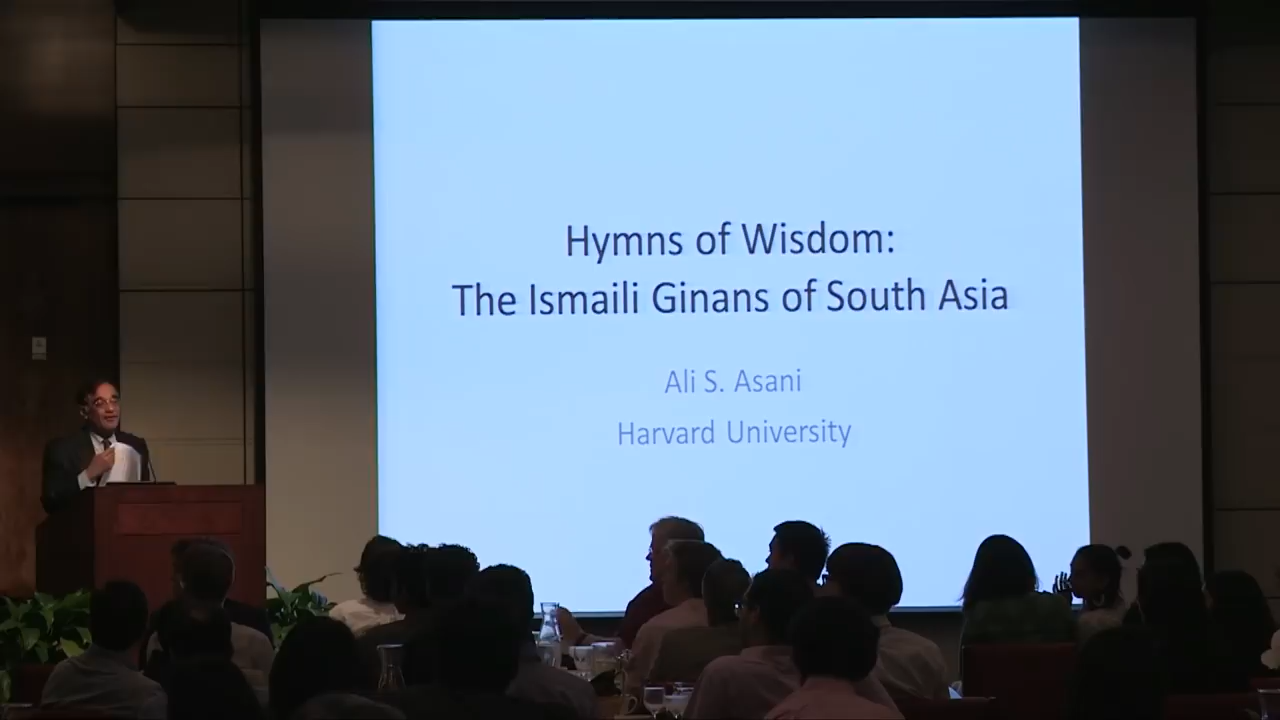 Hymns of Wisdom:
The Ismaili Ginans of South Asia
Ali S. Asani
Harvard University